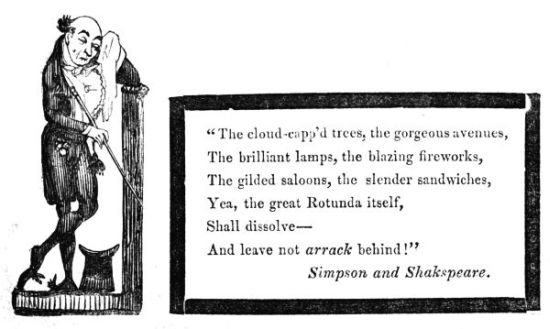 “The cloud-capp’d trees, the gorgeous avenues,
The brilliant lamps, the blazing fireworks,
The gilded saloons, the slender sandwiches,
Yea, the great Rotunda itself,
Shall dissolve—
And leave not arrack behind!”
Simpson and Shakspeare.